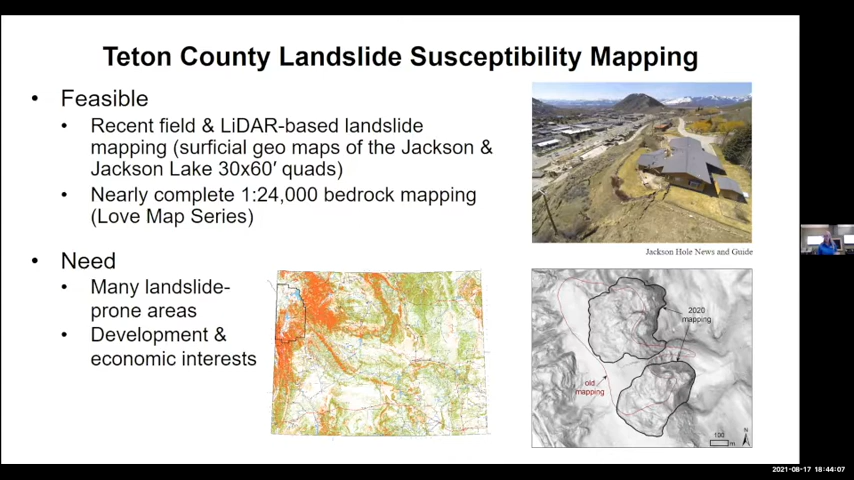 Teton County Landslide Susceptibility Mapping
• Feasible
• Recent field & LiDAR-based landslide
mapping (surficial geo maps of the Jackson &
Jackson Lake 30x60′ quads)
• Nearly complete 1:24,000 bedrock mapping
(Love Map Series)
• Need
• Many landslide-
prone areas
• Development &
economic interests
Jackson Hole News and Guide
2020
mapping
old
mapping
N
100
m
2021-08-17 18:44:07